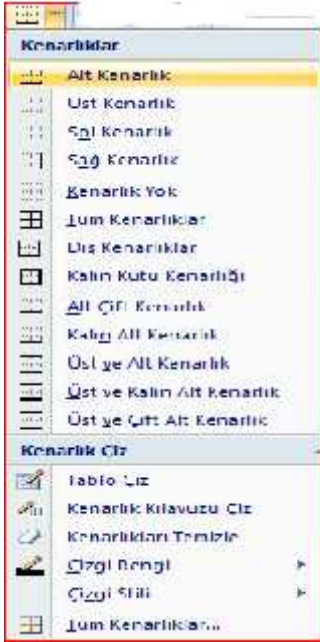 Kenarlıklar
Alt Kenarlık
Üst Kenarlık
Sol Kenarlık
Sağ Kenarlık
Kenarlık Yok
Tüm Kenarlıklar
Dış Kenarlıklar
Kalın Kutu Kenarlığı
Alt Çift Kenarlık
Kalın Alt Kenarlık
Üst ve Alt Kenarlık
Üst ve Kalın Alt Kenarlık
Üst ve Çift Alt Kenarlık
Kenarlık Çiz
Tablo Çiz
Kenarlık Kılavuzu Çiz
Kenarlıkları Temizle
Çizgi Rengi
Çizgi Stili
Tüm Kenarlıklar...